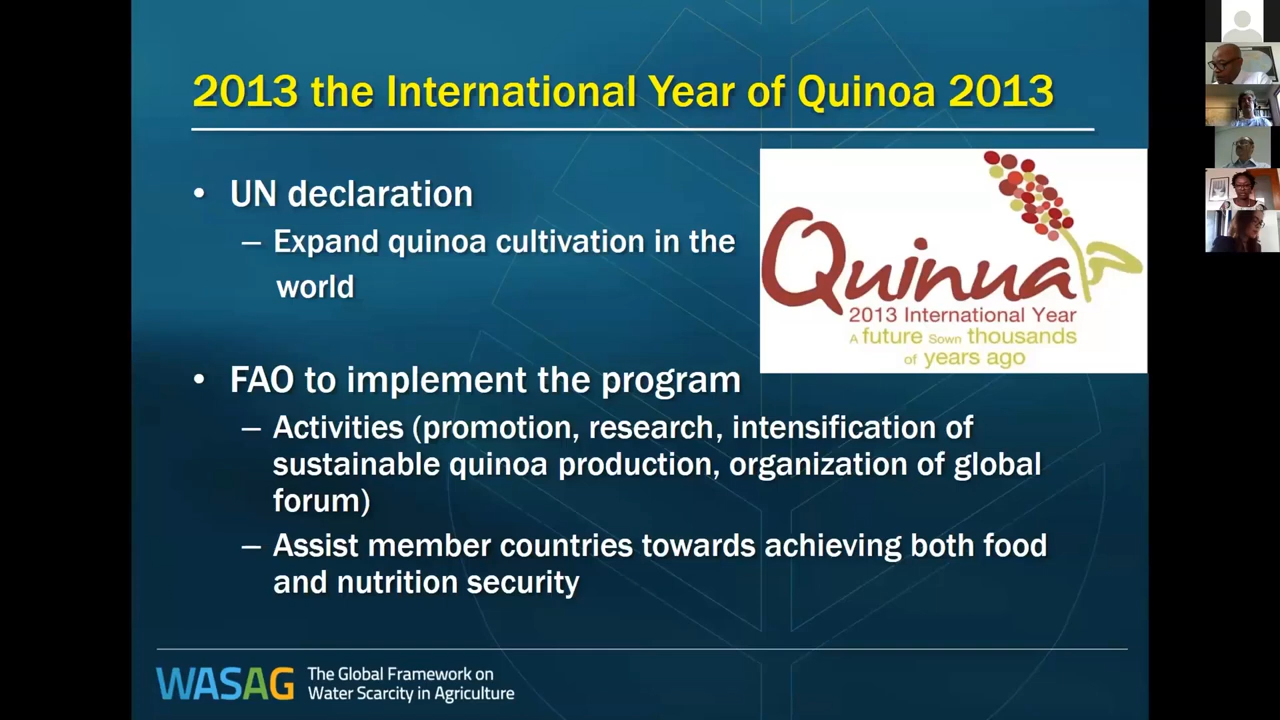 2013 the International Year of Quinoa 2013
• UN declaration
– Expand quinoa cultivation in the
world
Quinua
2013 International Year
A future Sown thousands
of years ago
• FAO to implement the program
– Activities (promotion, research, intensification of
sustainable quinoa production, organization of global
forum)
– Assist member countries towards achieving both food
and nutrition security
WASAG
The Global Framework on
Water Scarcity in Agriculture